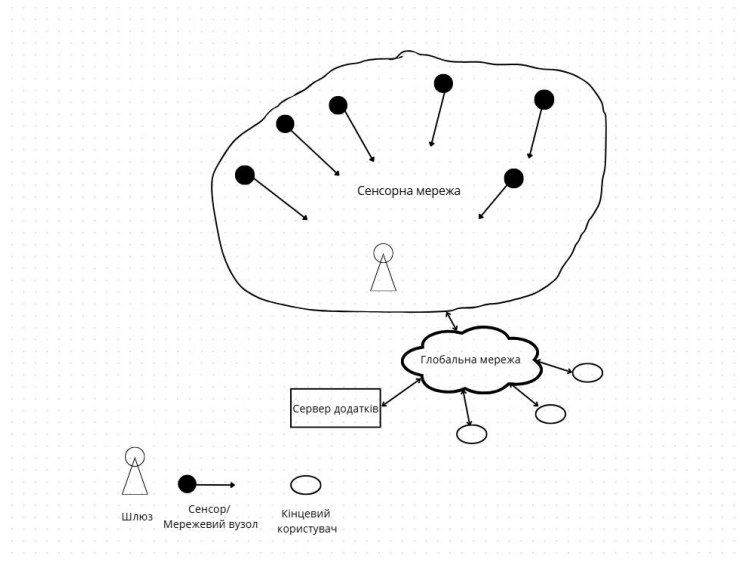 Сенсорна мережа
Глобальна мережа
Сервер додатків
Шлюз
Сенсор/
Мережевий вузол
Кінцевий
користувач